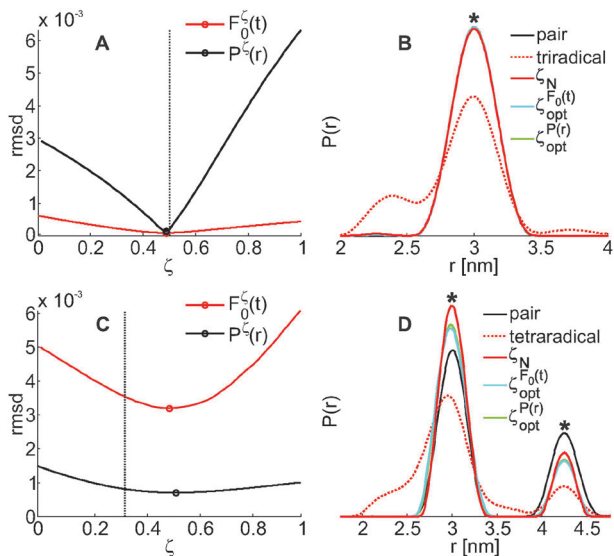 x 10⁻³
A
F₀^ζ(t)
P^ζ(r)
rmsd
6
5
4
3
2
1
0
0 0.2 0.4 0.6 0.8 1
ζ
B
*
pair
triradical
ζ_N
ζ_opt^F₀(t)
ζ_opt^P(r)
P(r)
2 2.5 3 3.5 4
r [nm]
x 10⁻³
C
F₀^ζ(t)
P^ζ(r)
rmsd
6
5
4
3
2
1
0
0 0.2 0.4 0.6 0.8 1
ζ
D
*
*
pair
tetraradical
ζ_N
ζ_opt^F₀(t)
ζ_opt^P(r)
P(r)
2 2.5 3 3.5 4 4.5
r [nm]